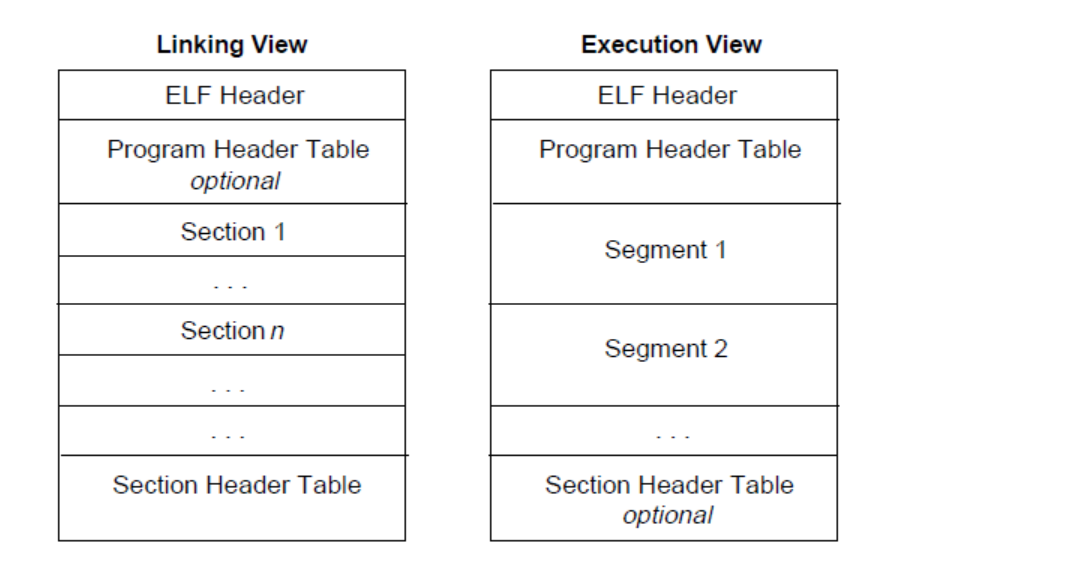 Linking View
ELF Header
Program Header Table
optional
Section 1
. . .
Section n
. . .
. . .
Section Header Table
Execution View
ELF Header
Program Header Table
Segment 1
Segment 2
. . .
Section Header Table
optional